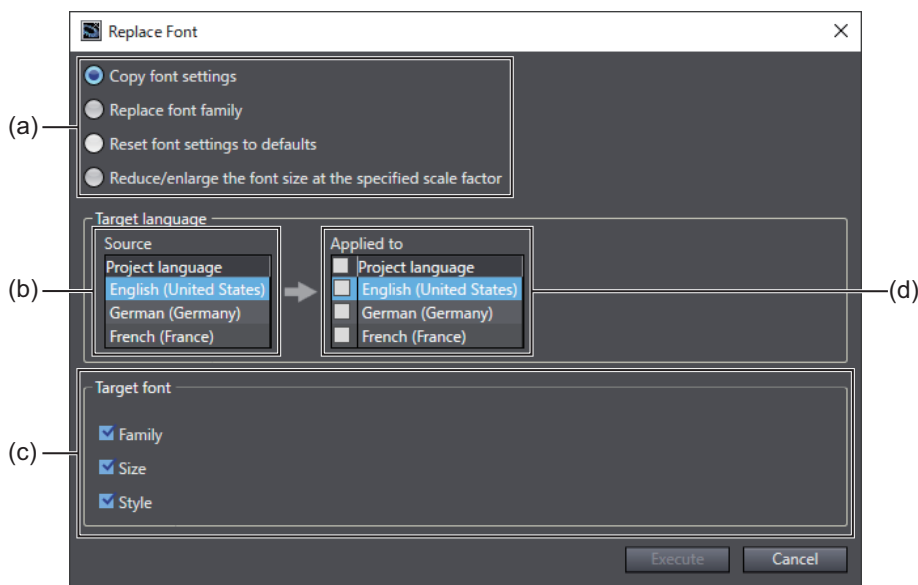 Replace Font
(a)
Copy font settings
Replace font family
Reset font settings to defaults
Reduce/enlarge the font size at the specified scale factor
Target language
Source
Project language
English (United States)
German (Germany)
French (France)
(b)
Applied to
Project language
English (United States)
German (Germany)
French (France)
(d)
Target font
(c)
Family
Size
Style
Execute
Cancel